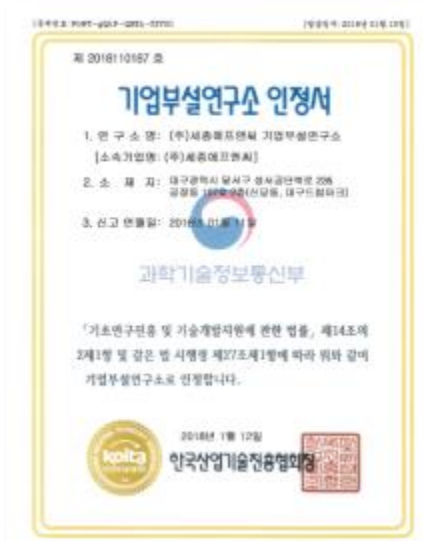 제 2018110187 호
기업부설연구소 인정서
1. 연 구 소 명: (주)세종에프앤씨 기업부설연구소
[소속기업명: (주)세종에프앤씨]
2. 소 재 지: 대구광역시 달서구 성서공단북로
3. 신고 연월일: 2018년 01월 11일
과학기술정보통신부
「기초연구진흥 및 기술개발지원에 관한 법률」 제14조의
2제1항 및 같은 법 시행령 제27조제1항에 따라 위와 같이
기업부설연구소로 인정합니다.
2018년 1월 12일
koita
한국산업기술진흥협회장